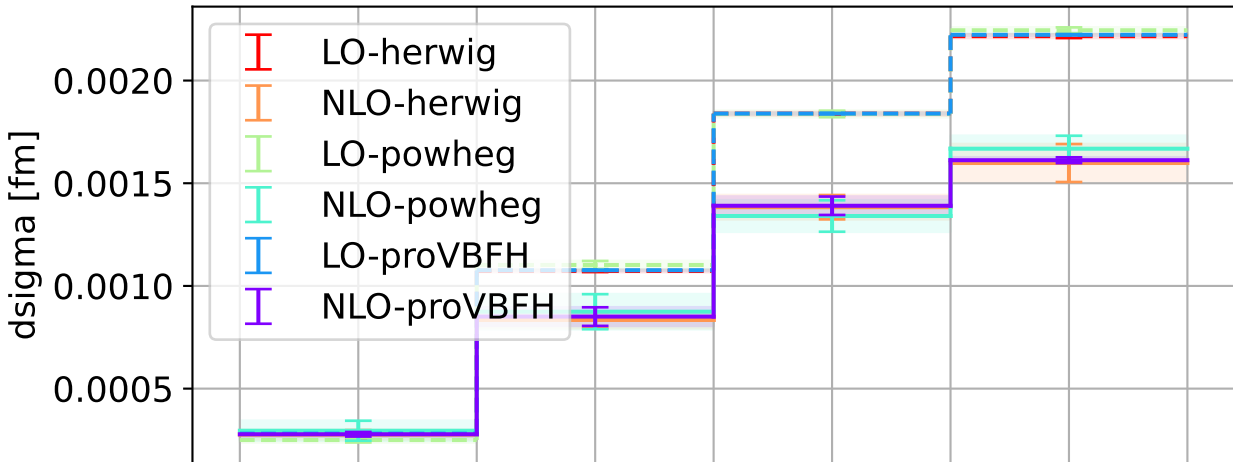 LO-herwig
NLO-herwig
LO-powheg
NLO-powheg
LO-proVBFH
NLO-proVBFH
0.0020
0.0015
0.0010
0.0005
dsigma [fm]